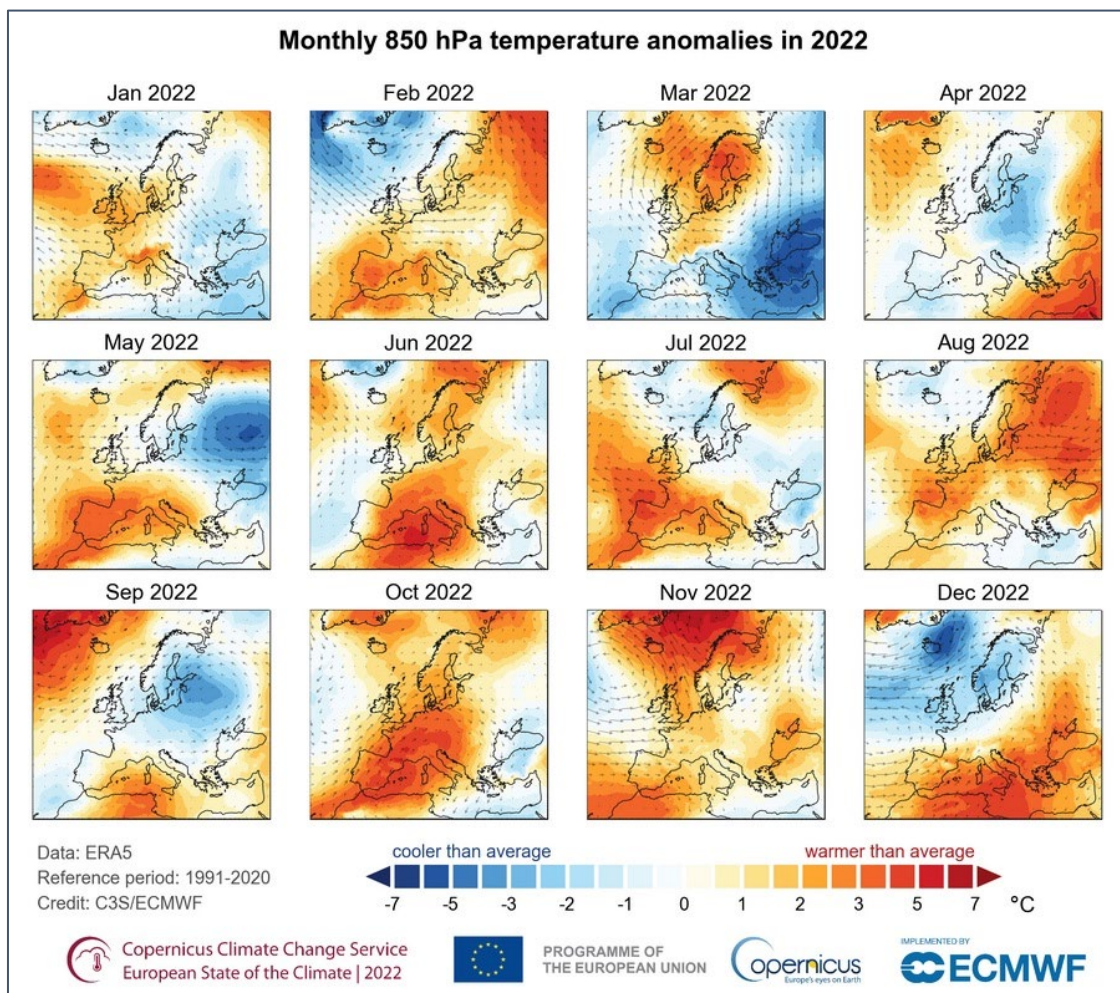 Monthly 850 hPa temperature anomalies in 2022
Jan 2022
Feb 2022
Mar 2022
Apr 2022
May 2022
Jun 2022
Jul 2022
Aug 2022
Sep 2022
Oct 2022
Nov 2022
Dec 2022
Data: ERA5
Reference period: 1991-2020
Credit: C3S/ECMWF
cooler than average
warmer than average
-7 -5 -3 -2 -1 0 1 2 3 5 7 °C
Copernicus Climate Change Service
European State of the Climate | 2022
PROGRAMME OF
THE EUROPEAN UNION
opernicus
Europe's eyes on Earth
IMPLEMENTED BY
ECMWF